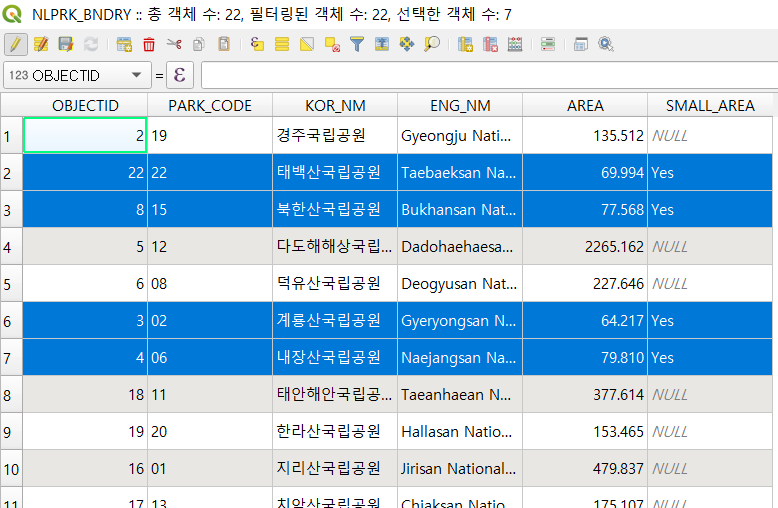 NLPRK_BNDRY :: 총 객체 수: 22, 필터링된 객체 수: 22, 선택한 객체 수: 7
123 OBJECTID = ε
OBJECTID PARK_CODE KOR_NM ENG_NM AREA SMALL_AREA
1 2 19 경주국립공원 Gyeongju Nati... 135.512 NULL
2 22 22 태백산국립공원 Taebaeksan Na... 69.994 Yes
3 8 15 북한산국립공원 Bukhansan Nat... 77.568 Yes
4 5 12 다도해해상국립... Dadohaehaesa... 2265.162 NULL
5 6 08 덕유산국립공원 Deogyusan Nat... 227.646 NULL
6 3 02 계룡산국립공원 Gyeryongsan N... 64.217 Yes
7 4 06 내장산국립공원 Naejangsan Na... 79.810 Yes
8 18 11 태안해안국립공... Taeanhaean N... 377.614 NULL
9 19 20 한라산국립공원 Hallasan Natio... 153.465 NULL
10 16 01 지리산국립공원 Jirisan National... 479.837 NULL
11 17 13 치악산국립공원 Chiaksan Natio... 175.107 NULL